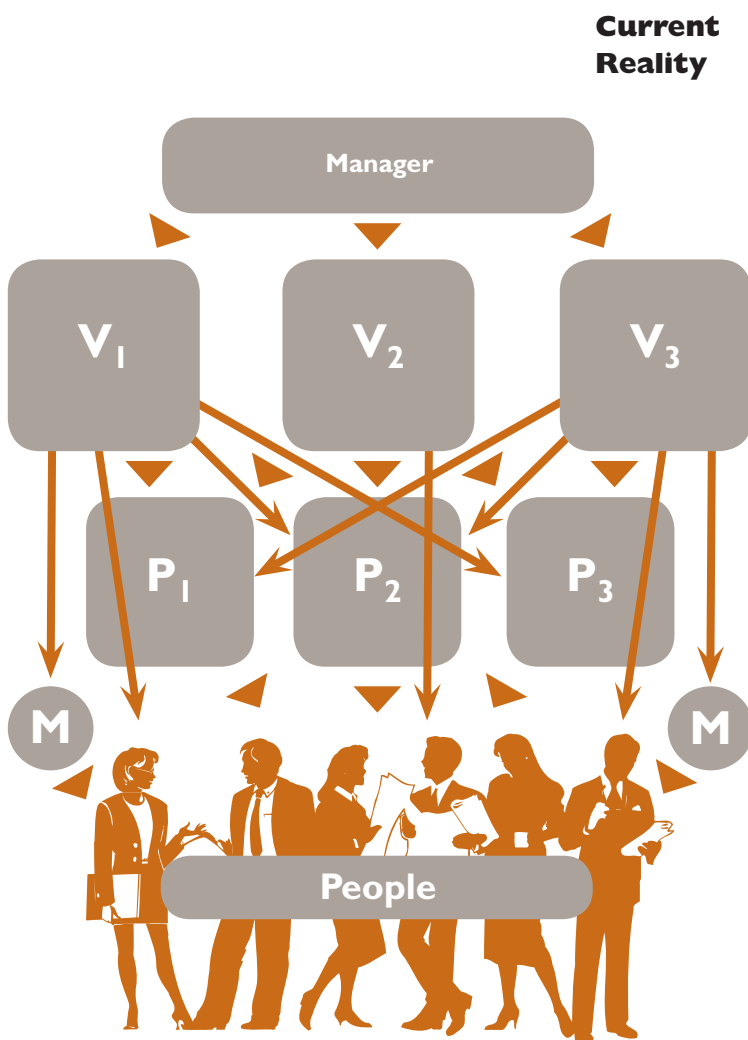 Current
Reality
Manager
V₁ V₂ V₃
P₁ P₂ P₃
M M
People